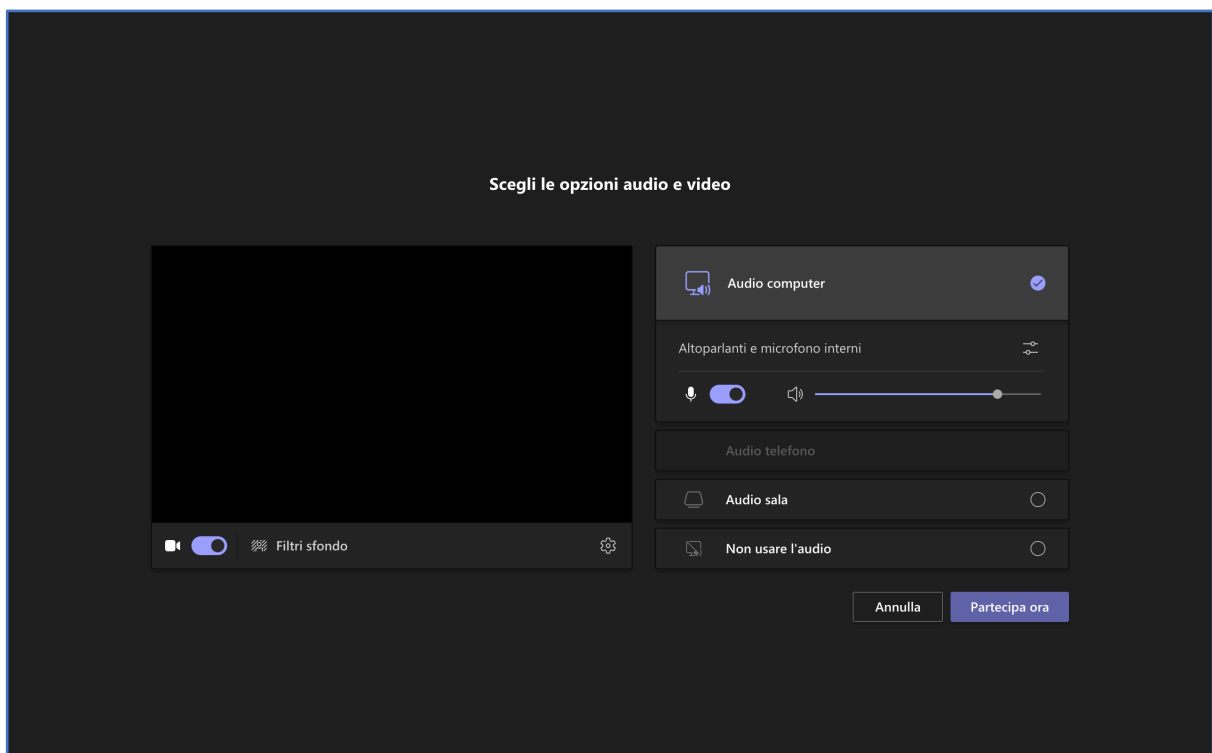 Scegli le opzioni audio e video
Audio computer
Altoparlanti e microfono interni
Audio telefono
Audio sala
Filtri sfondo
Non usare l'audio
Annulla
Partecipa ora